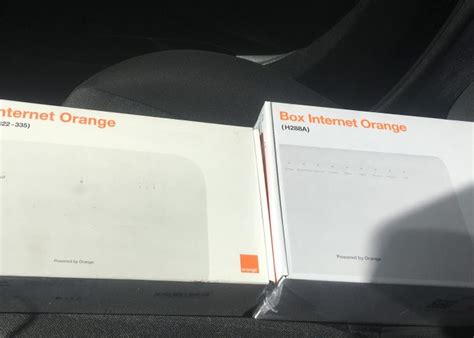 nternet Orange
22-335)
Powered by Orange
orange
Box Internet Orange
(H288A)
Powered by Orange